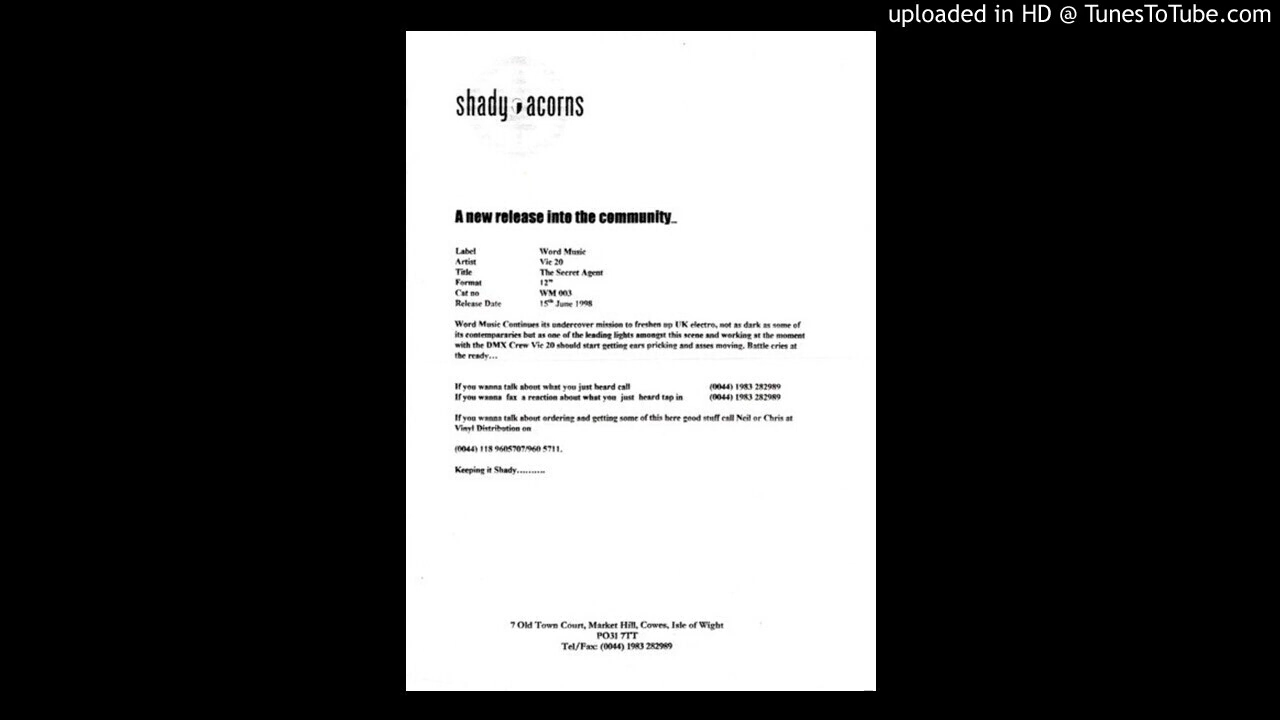 uploaded in HD @ TunesToTube.com
shady acorns
A new release into the community...
Label Word Music
Artist Vic 20
Title The Secret Agent
Format 12"
Cat no WM 003
Release Date 15th June 1998
Word Music Continues its undercover mission to freshen up UK electro, not as dark as some of
its contempararies but as one of the leading lights amongst this scene and working at the moment
with the DMX Crew Vic 20 should start getting ears pricking and asses moving. Battle cries at
the ready...
If you wanna talk about what you just heard call (0044) 1983 282989
If you wanna fax a reaction about what you just heard tap in (0044) 1983 282989
If you wanna talk about ordering and getting some of this here good stuff call Neil or Chris at
Vinyl Distribution on
(0044) 118 9605707/960 5711.
Keeping it Shady..........
7 Old Town Court, Market Hill, Cowes, Isle of Wight
PO31 7TT
Tel/Fax: (0044) 1983 282989